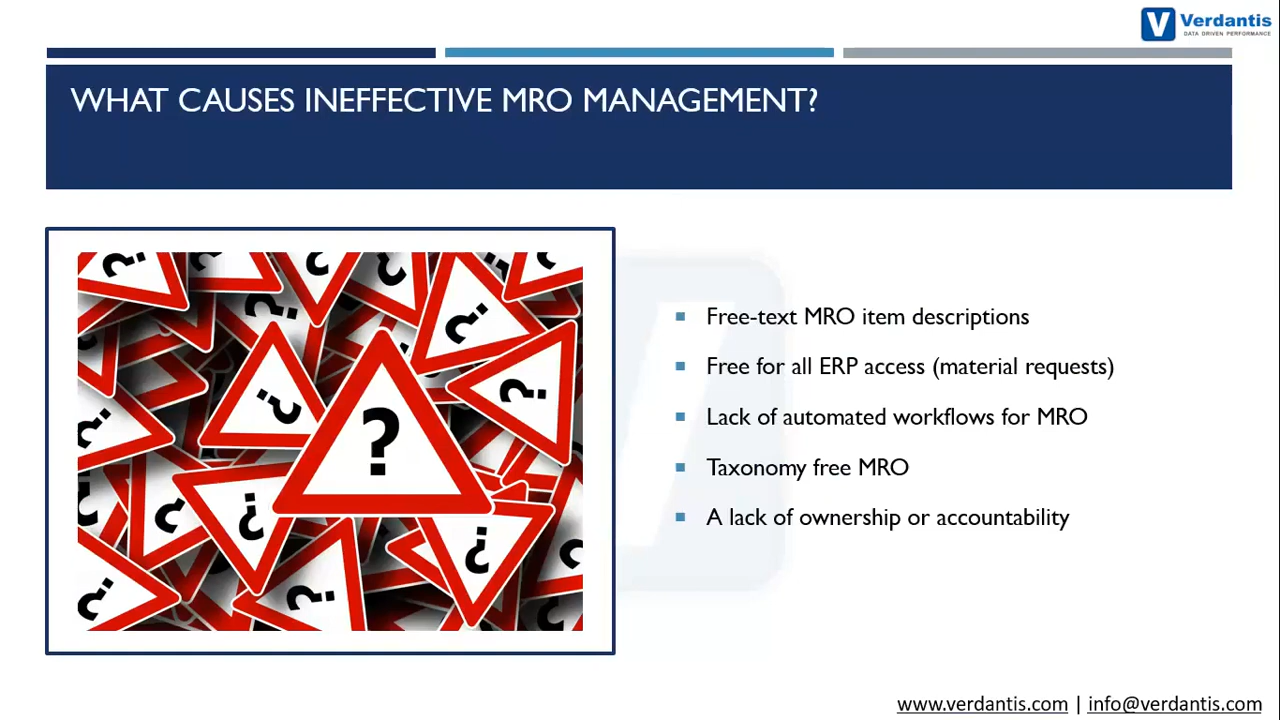 Verdantis
DATA DRIVEN PERFORMANCE
WHAT CAUSES INEFFECTIVE MRO MANAGEMENT?
?
Free-text MRO item descriptions
Free for all ERP access (material requests)
Lack of automated workflows for MRO
Taxonomy free MRO
A lack of ownership or accountability
www.verdantis.com | info@verdantis.com